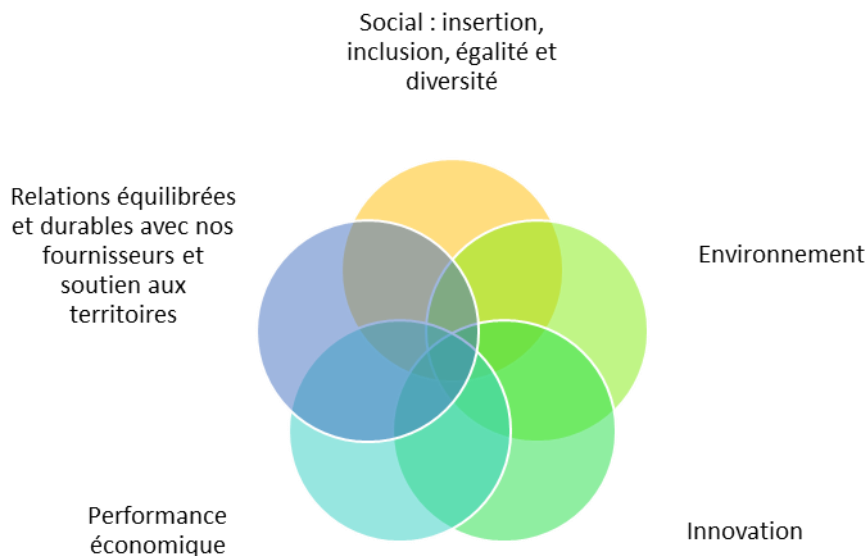 Social : insertion,
inclusion, égalité et
diversité
Relations équilibrées
et durables avec nos
fournisseurs et
soutien aux
territoires
Environnement
Performance
économique
Innovation